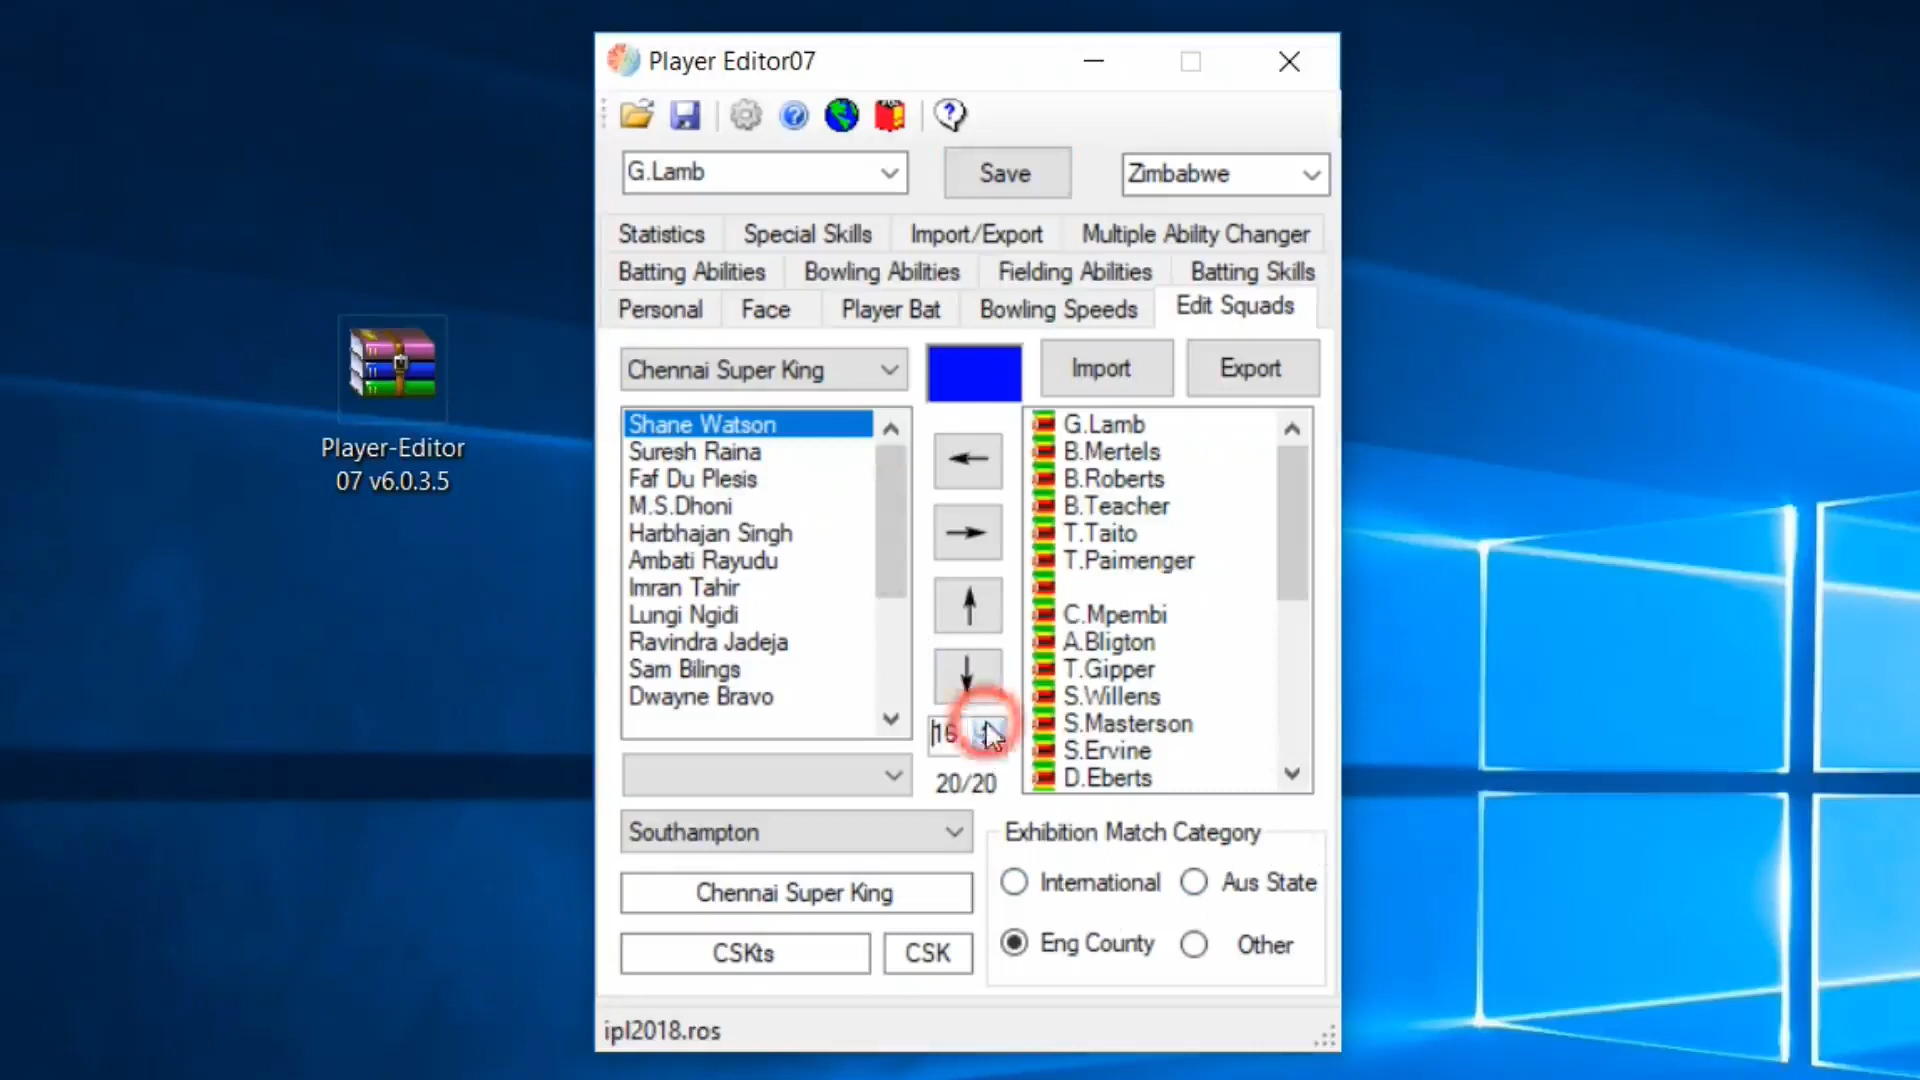 Player Editor07
G.Lamb
Save
Zimbabwe
Statistics
Special Skills
Import/Export
Multiple Ability Changer
Batting Abilities
Bowling Abilities
Fielding Abilities
Batting Skills
Personal
Face
Player Bat
Bowling Speeds
Edit Squads
Chennai Super King
Import
Export
Shane Watson
Suresh Raina
Faf Du Plesis
M.S.Dhoni
Harbhajan Singh
Ambati Rayudu
Imran Tahir
Lungi Ngidi
Ravindra Jadeja
Sam Bilings
Dwayne Bravo
16
20/20
G.Lamb
B.Mertels
B.Roberts
B.Teacher
T.Taito
T.Paimenger
C.Mpembi
A.Bligton
T.Gipper
S.Willens
S.Masterson
S.Ervine
D.Eberts
Southampton
Chennai Super King
CSKts
CSK
Exhibition Match Category
International
Aus State
Eng County
Other
ipl2018.ros
Player-Editor
07 v6.0.3.5